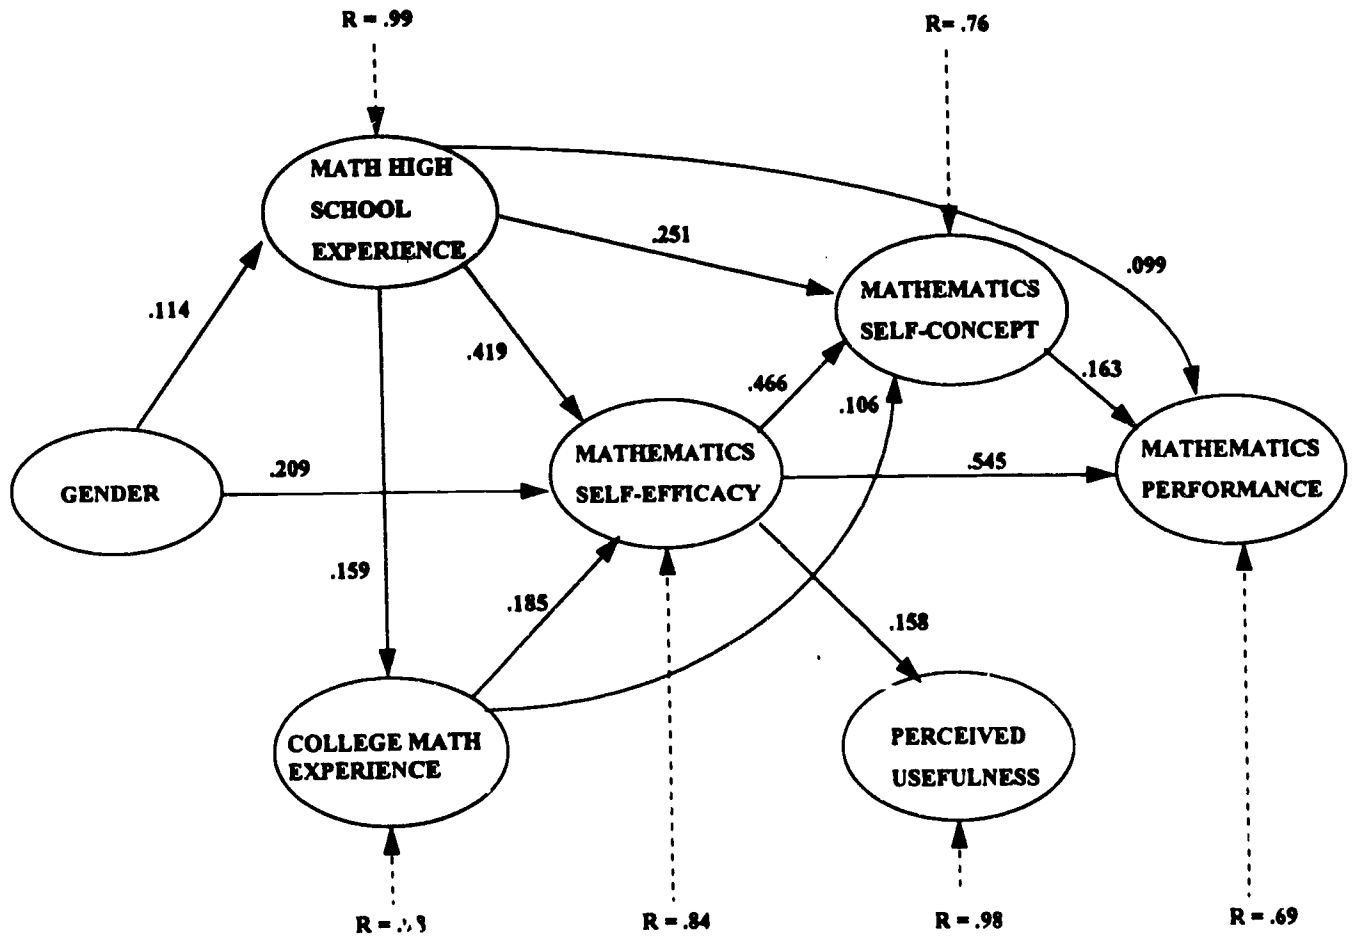 R = .99
R= .76
MATH HIGH
SCHOOL
EXPERIENCE
.251
.099
MATHEMATICS
SELF-CONCEPT
.114
.419
.466
.106
.163
MATHEMATICS
SELF-EFFICACY
.545
MATHEMATICS
PERFORMANCE
GENDER
.209
.159
.185
.158
COLLEGE MATH
EXPERIENCE
PERCEIVED
USEFULNESS
R =
R = .84
R = .98
R = .69